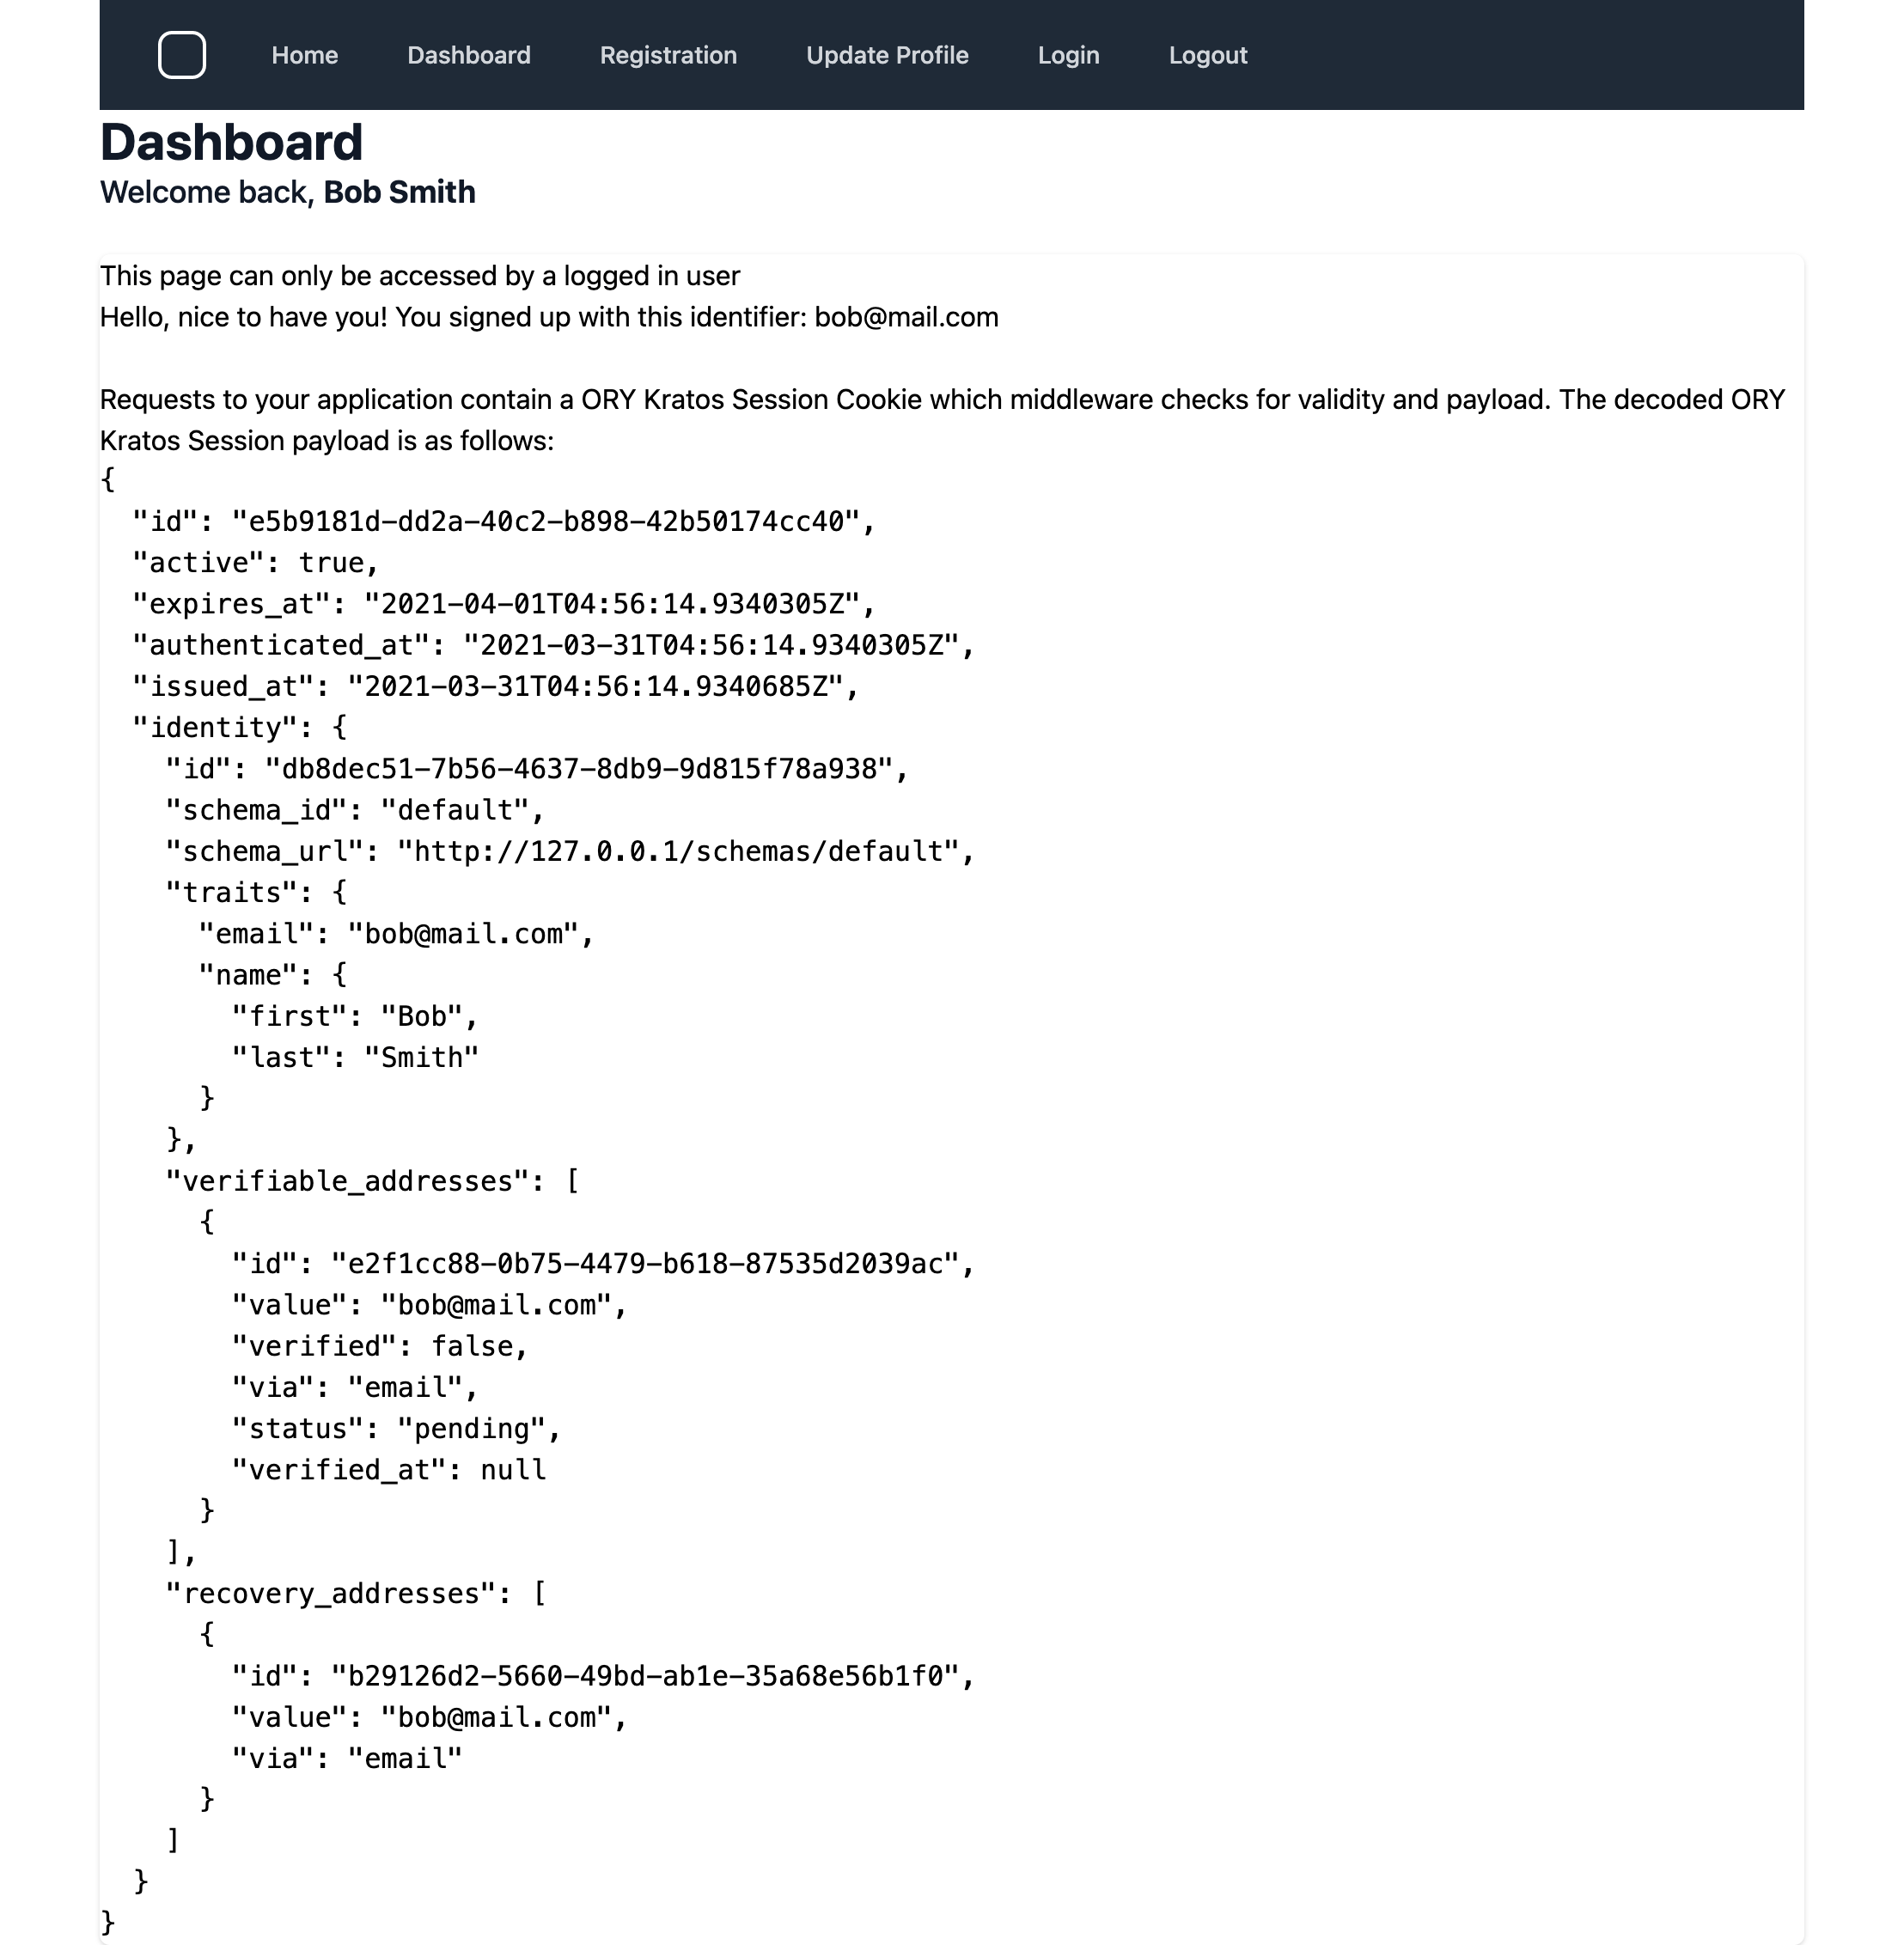 Home Dashboard Registration Update Profile Login Logout
Dashboard
Welcome back, Bob Smith
This page can only be accessed by a logged in user
Hello, nice to have you! You signed up with this identifier: bob@mail.com
Requests to your application contain a ORY Kratos Session Cookie which middleware checks for validity and payload. The decoded ORY
Kratos Session payload is as follows:
{
  "id": "e5b9181d-dd2a-40c2-b898-42b50174cc40",
  "active": true,
  "expires_at": "2021-04-01T04:56:14.9340305Z",
  "authenticated_at": "2021-03-31T04:56:14.9340305Z",
  "issued_at": "2021-03-31T04:56:14.9340685Z",
  "identity": {
    "id": "db8dec51-7b56-4637-8db9-9d815f78a938",
    "schema_id": "default",
    "schema_url": "http://127.0.0.1/schemas/default",
    "traits": {
      "email": "bob@mail.com",
      "name": {
        "first": "Bob",
        "last": "Smith"
      }
    },
    "verifiable_addresses": [
      {
        "id": "e2f1cc88-0b75-4479-b618-87535d2039ac",
        "value": "bob@mail.com",
        "verified": false,
        "via": "email",
        "status": "pending",
        "verified_at": null
      }
    ],
    "recovery_addresses": [
      {
        "id": "b29126d2-5660-49bd-ab1e-35a68e56b1f0",
        "value": "bob@mail.com",
        "via": "email"
      }
    ]
  }
}